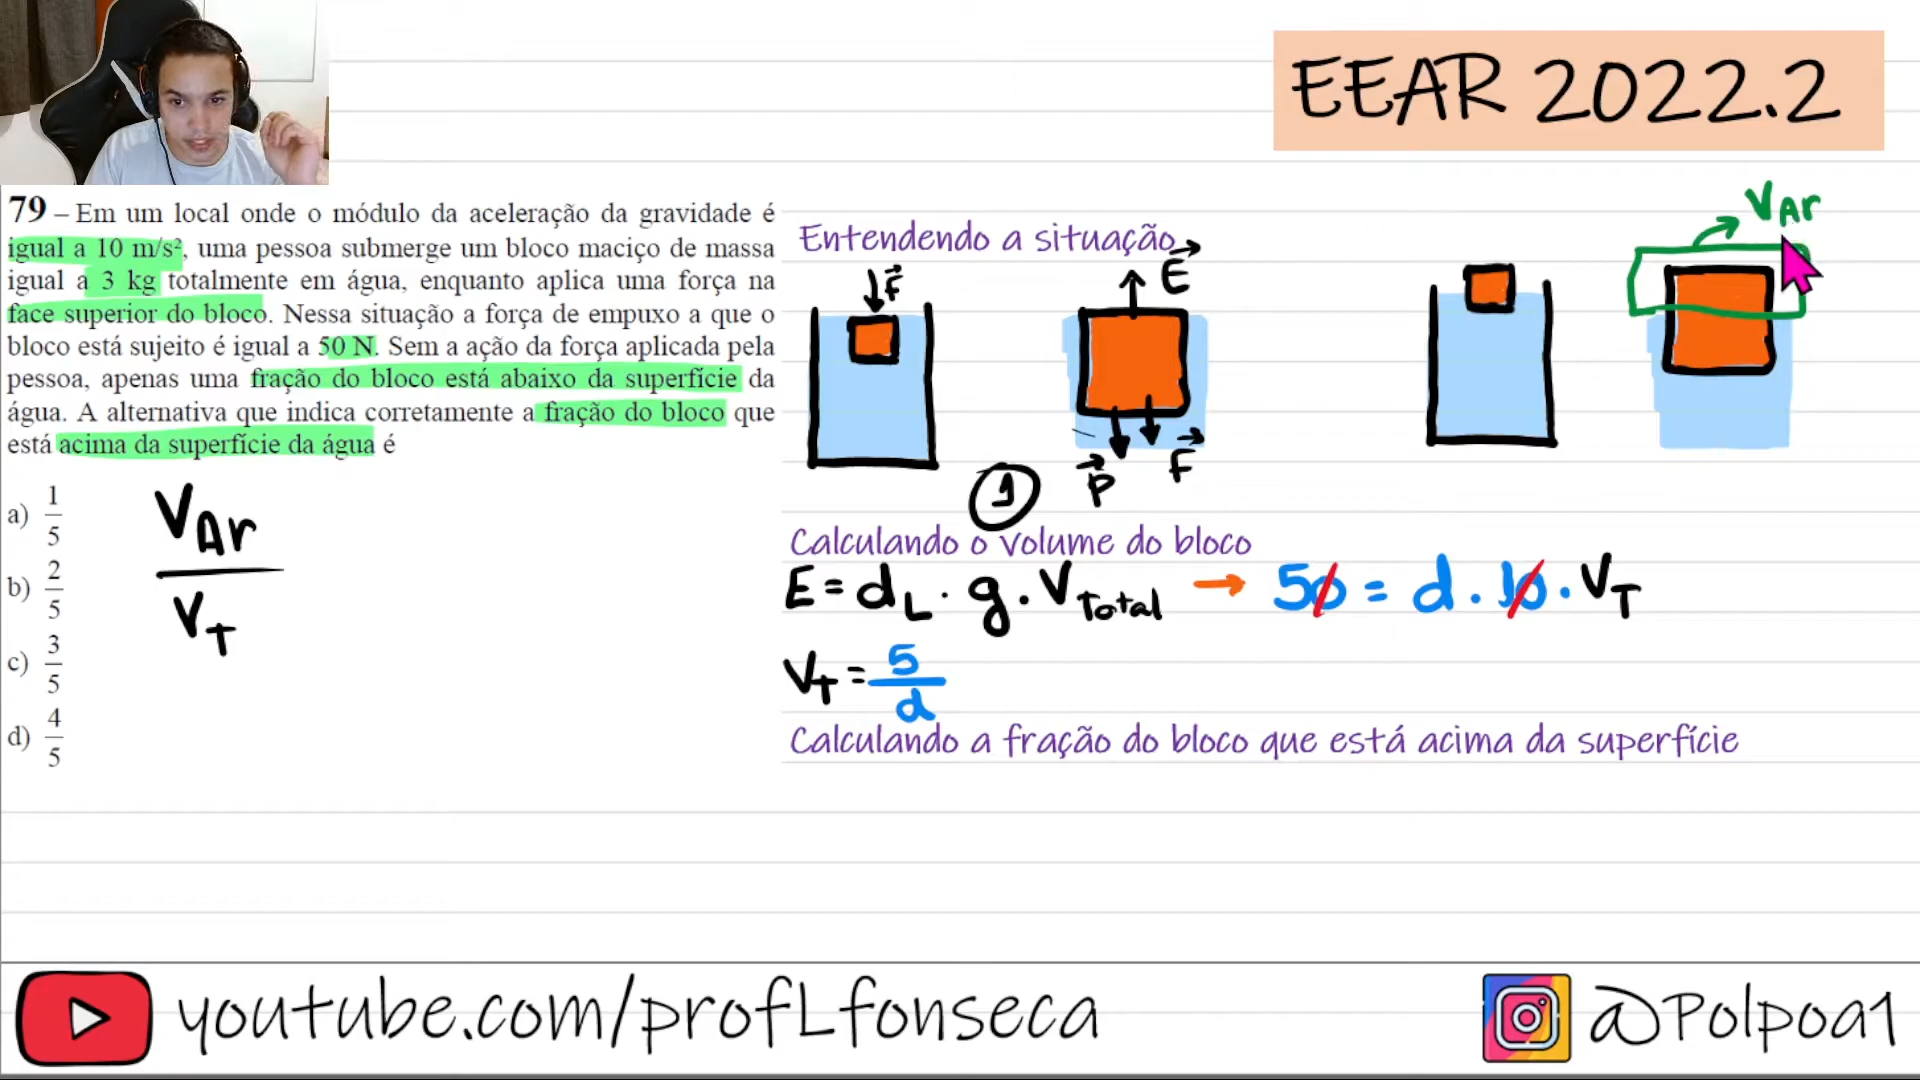 EEAR 2022.2
79 – Em um local onde o módulo da aceleração da gravidade é
igual a 10 m/s², uma pessoa submerge um bloco maciço de massa
igual a 3 kg totalmente em água, enquanto aplica uma força na
face superior do bloco. Nessa situação a força de empuxo a que o
bloco está sujeito é igual a 50 N. Sem a ação da força aplicada pela
pessoa, apenas uma fração do bloco está abaixo da superfície da
água. A alternativa que indica corretamente a fração do bloco que
está acima da superfície da água é
a) 1/5
b) 2/5
c) 3/5
d) 4/5
V_Ar / V_T
Entendendo a situação
F
E
P
F
1
V_Ar
Calculando o volume do bloco
E = d_L . g . V_Total → 50 = d . 10 . V_T
V_T = 5/d
Calculando a fração do bloco que está acima da superfície
youtube.com/profLfonseca
@Polpoa1